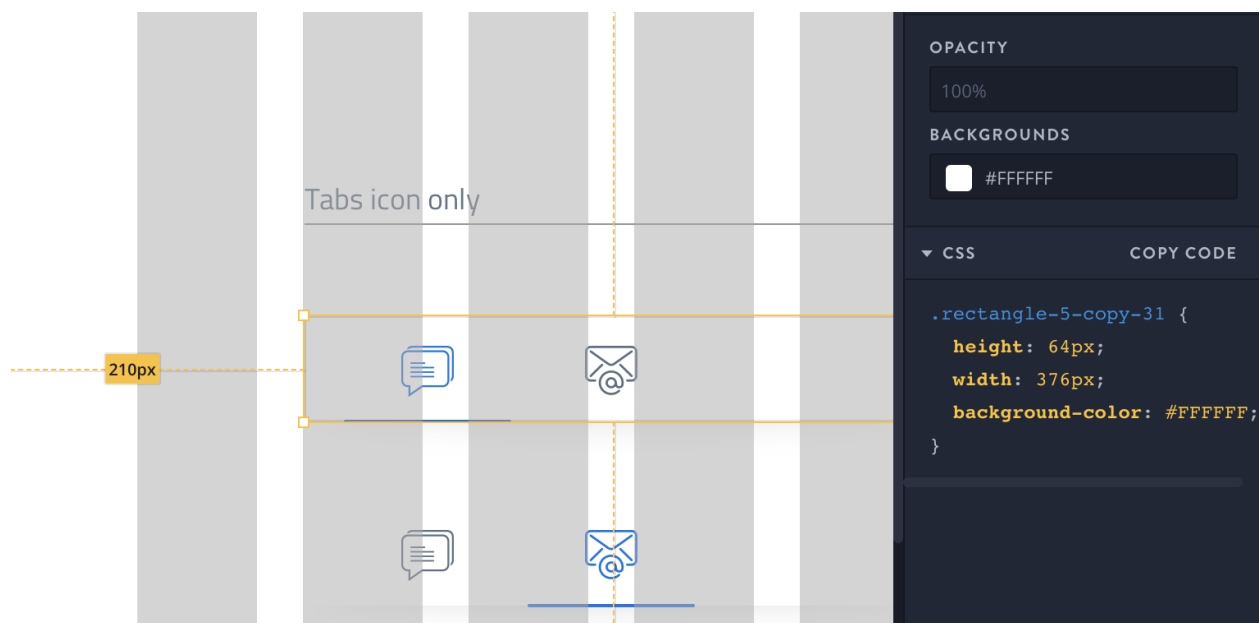 OPACITY
100%
BACKGROUNDS
#FFFFFF
Tabs icon only
CSS
COPY CODE
210px
.rectangle-5-copy-31 {
height: 64px;
width: 376px;
background-color: #FFFFFF;
}